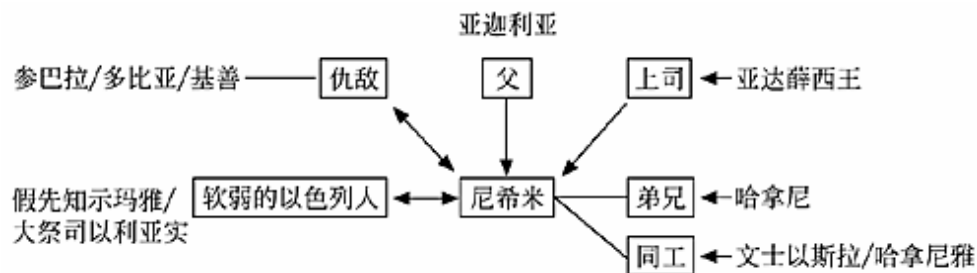 亚迦利亚
参巴拉/多比亚/基善 仇敌 父 上司 亚达薛西王
假先知示玛雅/
大祭司以利亚实
软弱的以色列人 尼希米 弟兄 哈拿尼
同工 文士以斯拉/哈拿尼雅